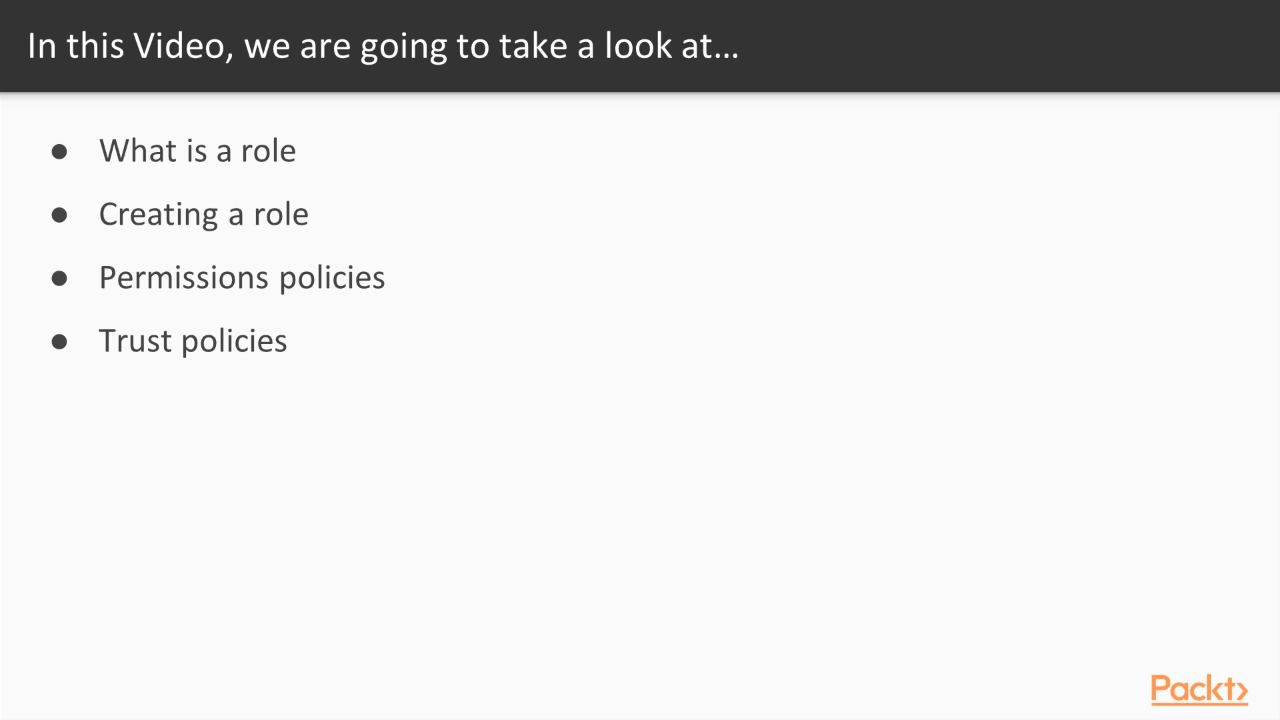 In this Video, we are going to take a look at…
● What is a role
● Creating a role
● Permissions policies
● Trust policies
Packt>